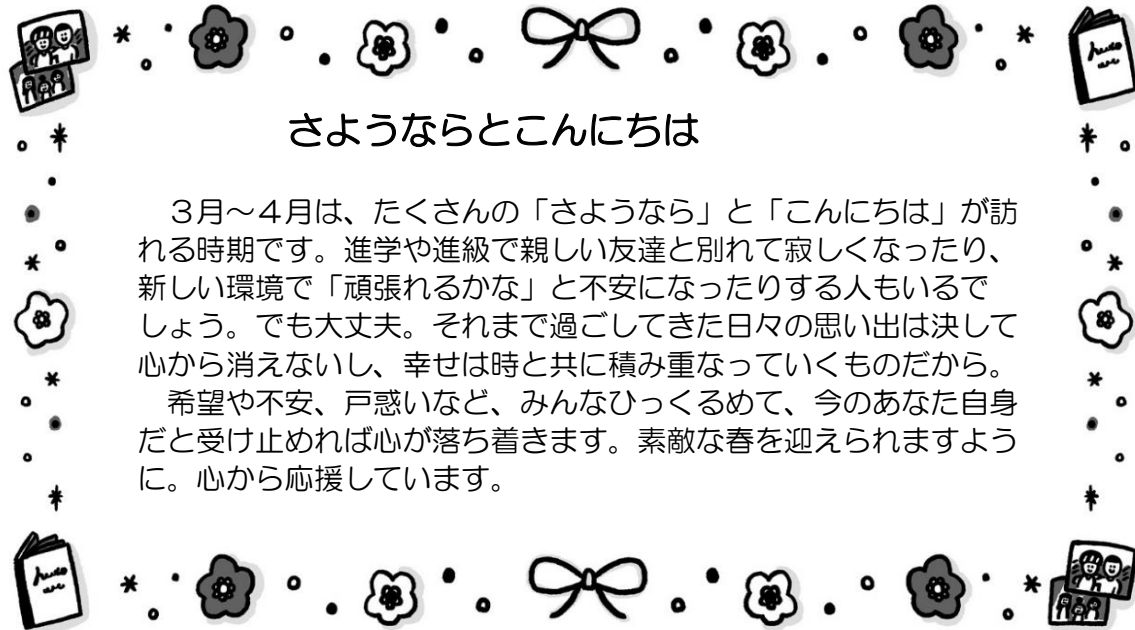 さようならとこんにちは
　３月～４月は、たくさんの「さようなら」と「こんにちは」が訪
れる時期です。進学や進級で親しい友達と別れて寂しくなったり、
新しい環境で「頑張れるかな」と不安になったりする人もいるで
しょう。でも大丈夫。それまで過ごしてきた日々の思い出は決して
心から消えないし、幸せは時と共に積み重なっていくものだから。
　希望や不安、戸惑いなど、みんなひっくるめて、今のあなた自身
だと受け止めれば心が落ち着きます。素敵な春を迎えられますよう
に。心から応援しています。